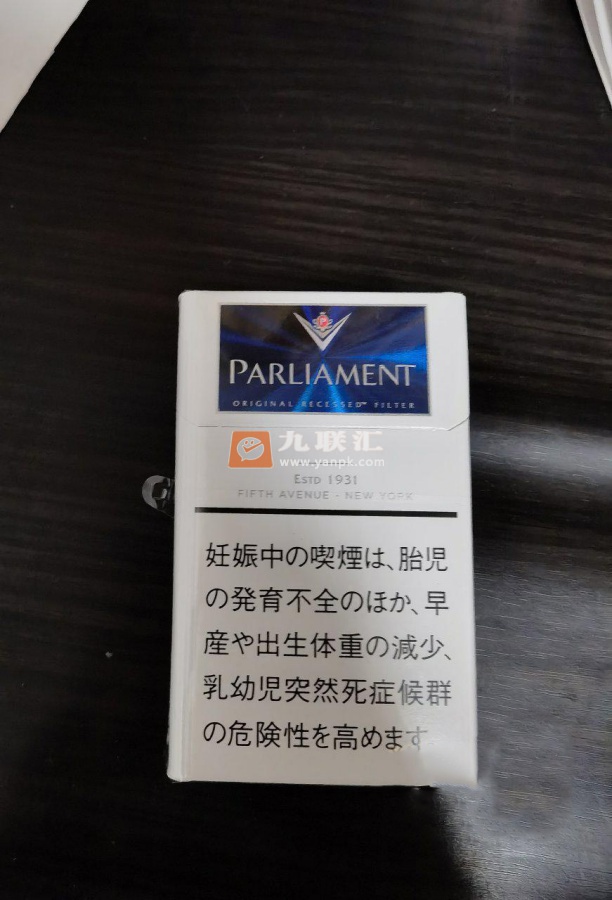 PARLIAMENT
ORIGINAL RECESSED™ FILTER
九联汇
www.yanpk.com
ESTD 1931
FIFTH AVENUE - NEW YORK
妊娠中の喫煙は、胎児
の発育不全のほか、早
産や出生体重の減少、
乳幼児突然死症候群
の危険性を高めます